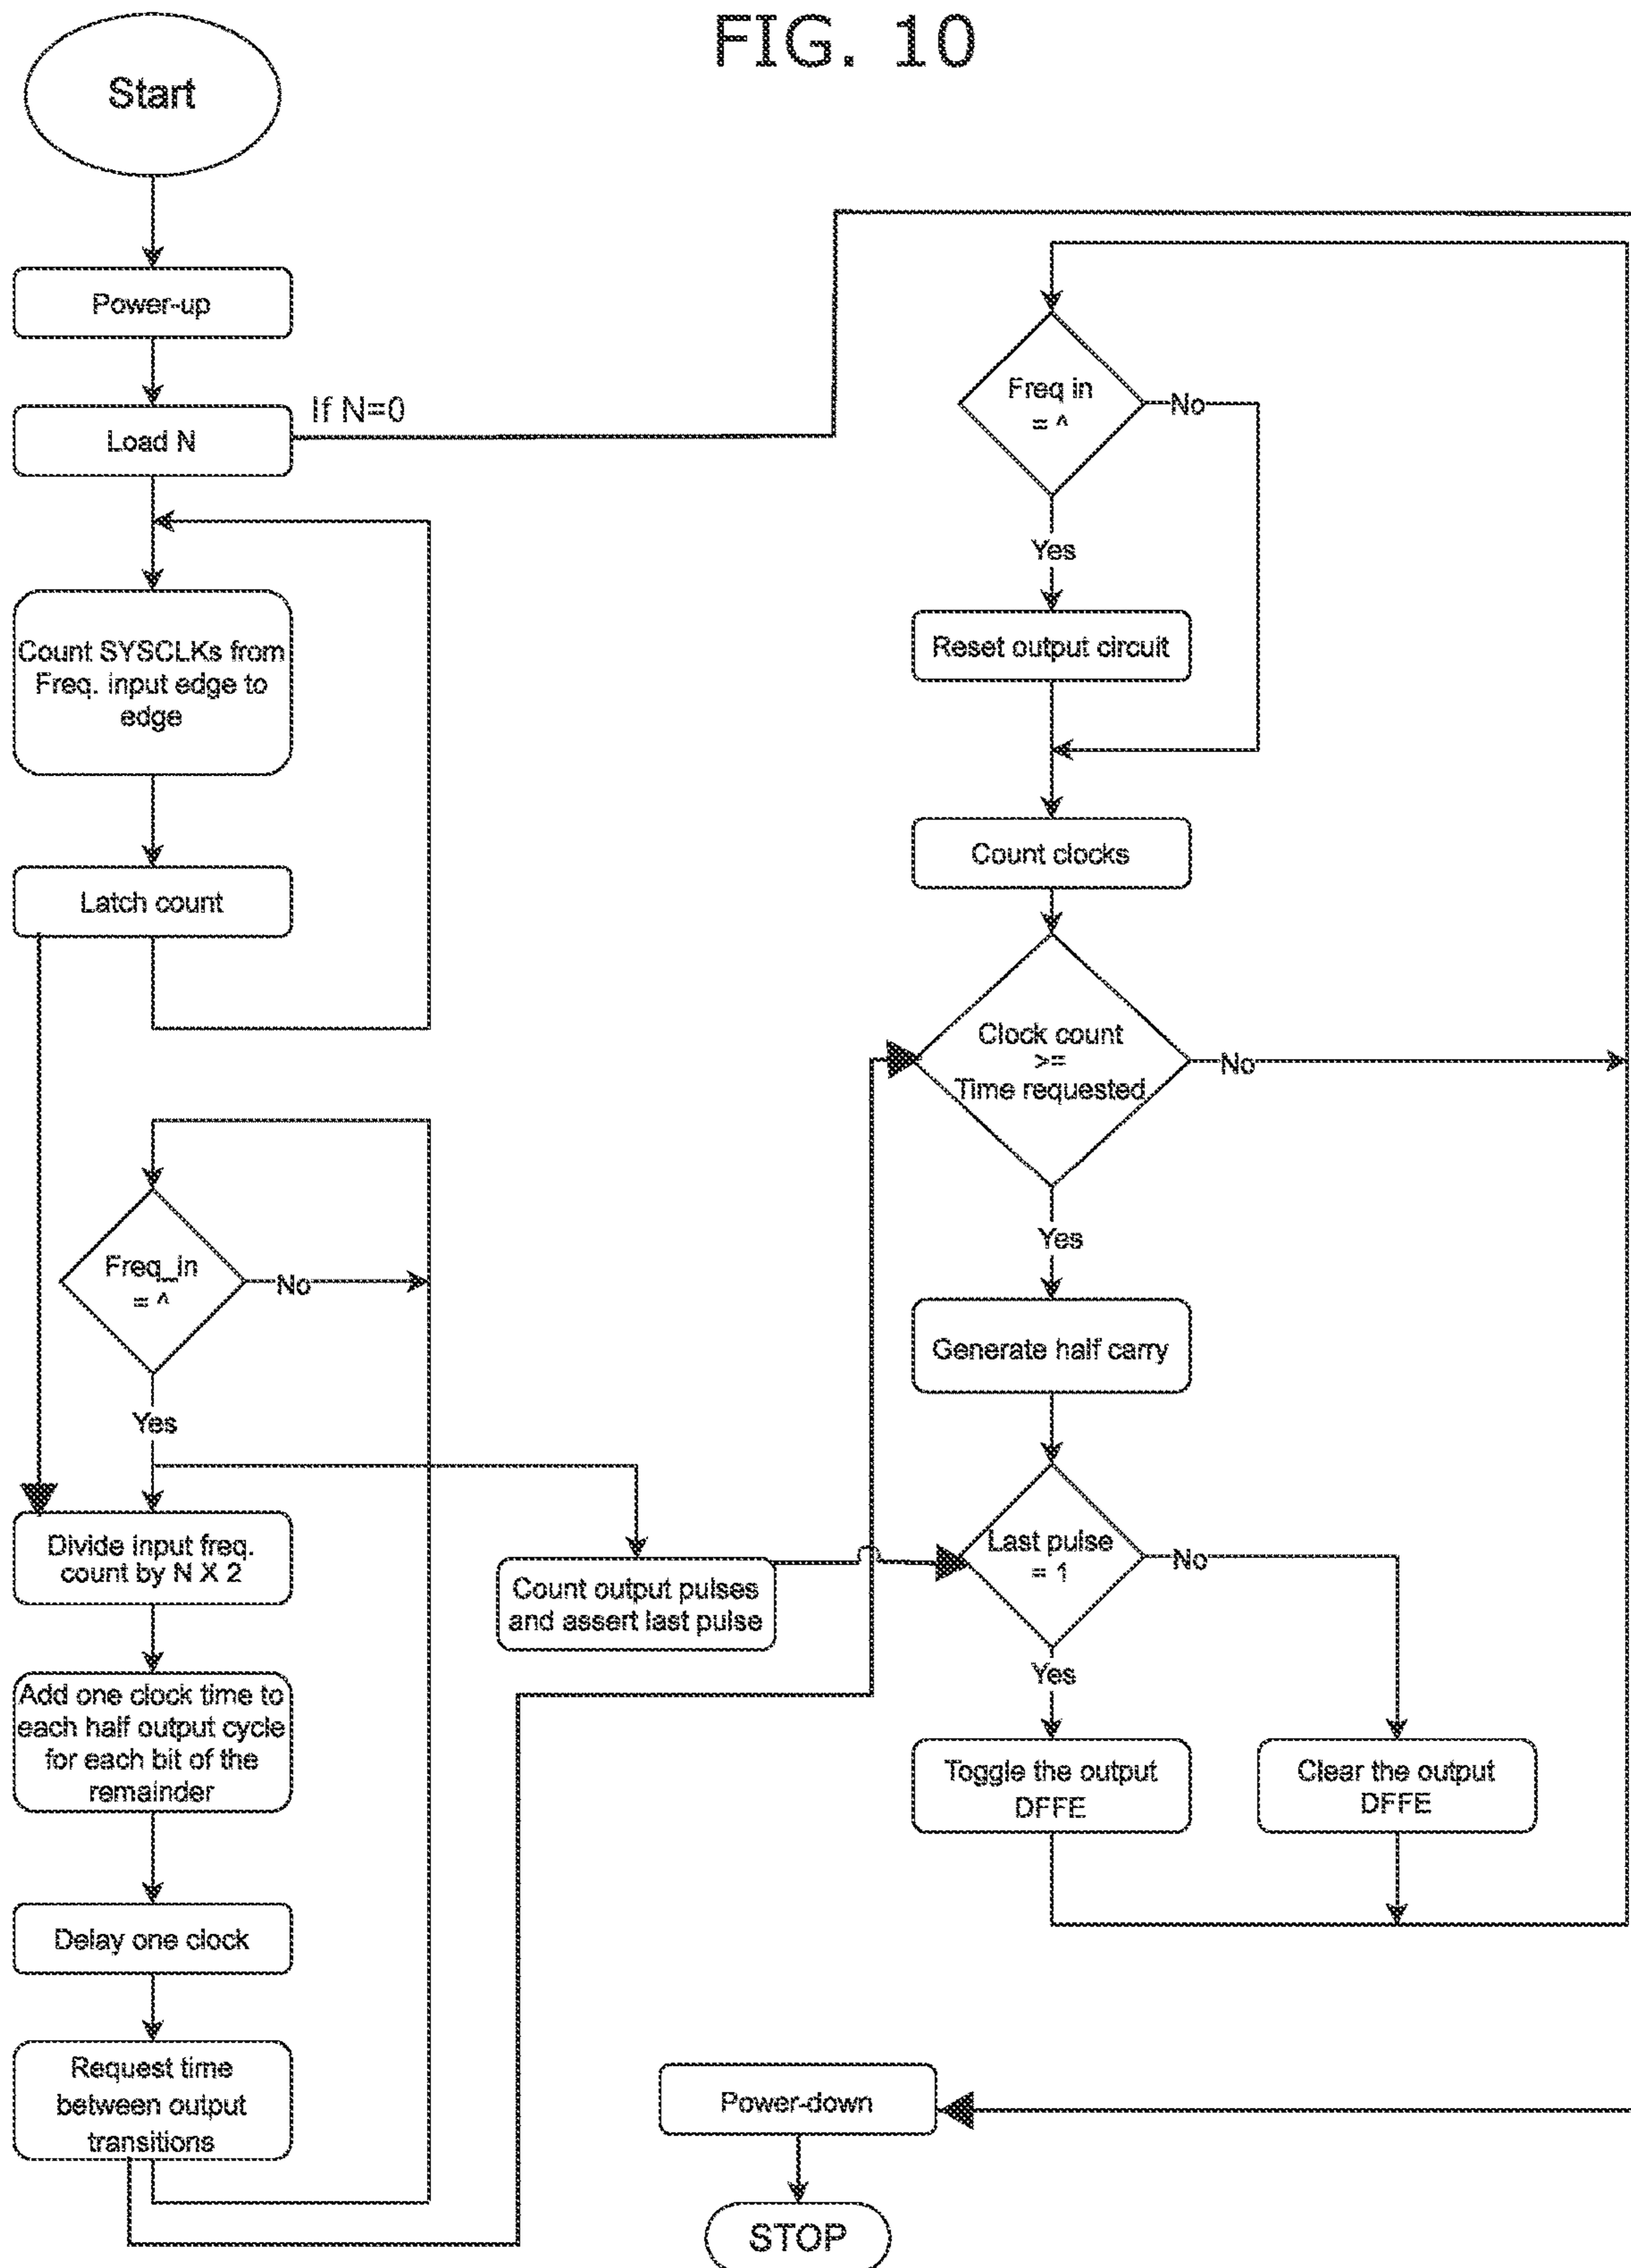 FIG. 10
Start
Power-up
Load N
If N=0
Count SYSCLKs from
Freq. input edge to
edge
Latch count
Freq_in
= ^
No
Yes
Divide input freq.
count by N X 2
Add one clock time to
each half output cycle
for each bit of the
remainder
Delay one clock
Request time
between output
transitions
Count output pulses
and assert last pulse
Freq in
= ^
No
Yes
Reset output circuit
Count clocks
Clock count
>=
Time requested
No
Yes
Generate half carry
Last pulse
= 1
No
Yes
Toggle the output
DFFE
Clear the output
DFFE
Power-down
STOP